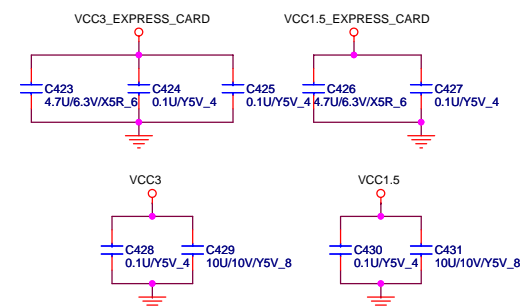 VCC3_EXPRESS_CARD VCC1.5_EXPRESS_CARD
C423 C424 C425 C426 C427
4.7U/6.3V/X5R_6 0.1U/Y5V_4 0.1U/Y5V_4 4.7U/6.3V/X5R_6 0.1U/Y5V_4
VCC3 VCC1.5
C428 C429 C430 C431
0.1U/Y5V_4 10U/10V/Y5V_8 0.1U/Y5V_4 10U/10V/Y5V_8